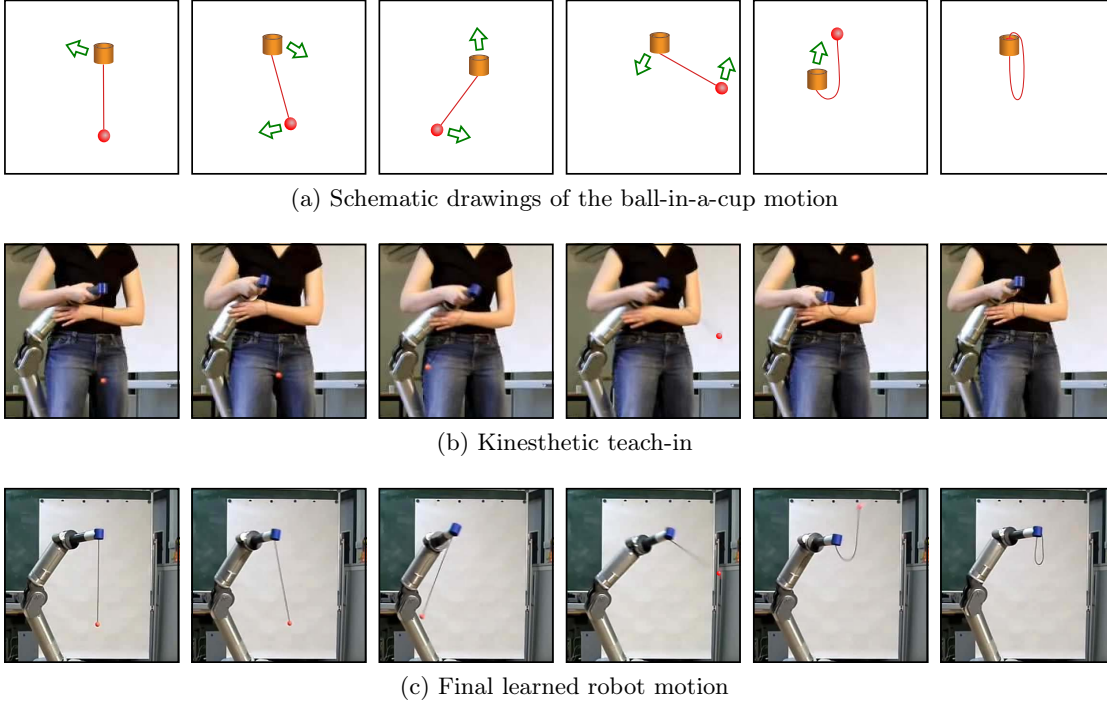 (a) Schematic drawings of the ball-in-a-cup motion
(b) Kinesthetic teach-in
(c) Final learned robot motion